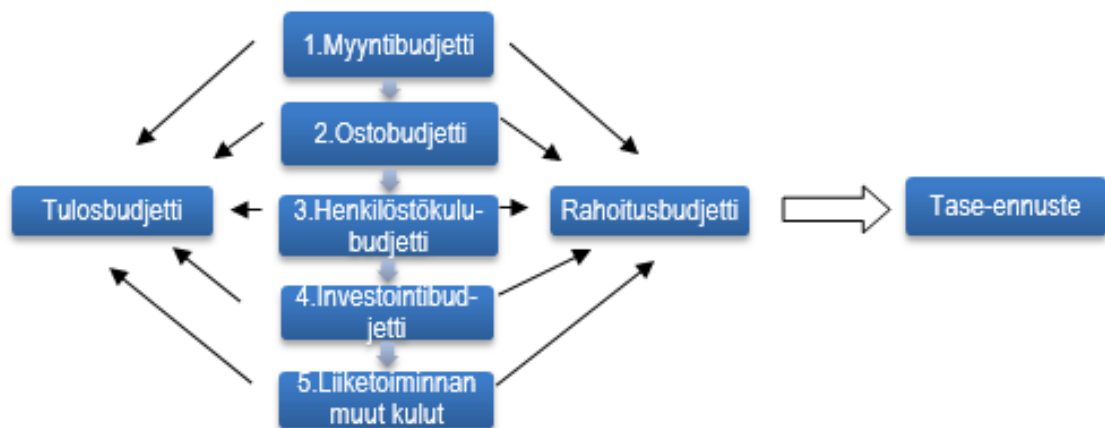 1.Myyntibudjetti
2.Ostobudjetti
Tulosbudjetti
3.Henkilöstökulu-
budjetti
Rahoitusbudjetti
Tase-ennuste
4.Investointibud-
jetti
5.Liiketoiminnan
muut kulut